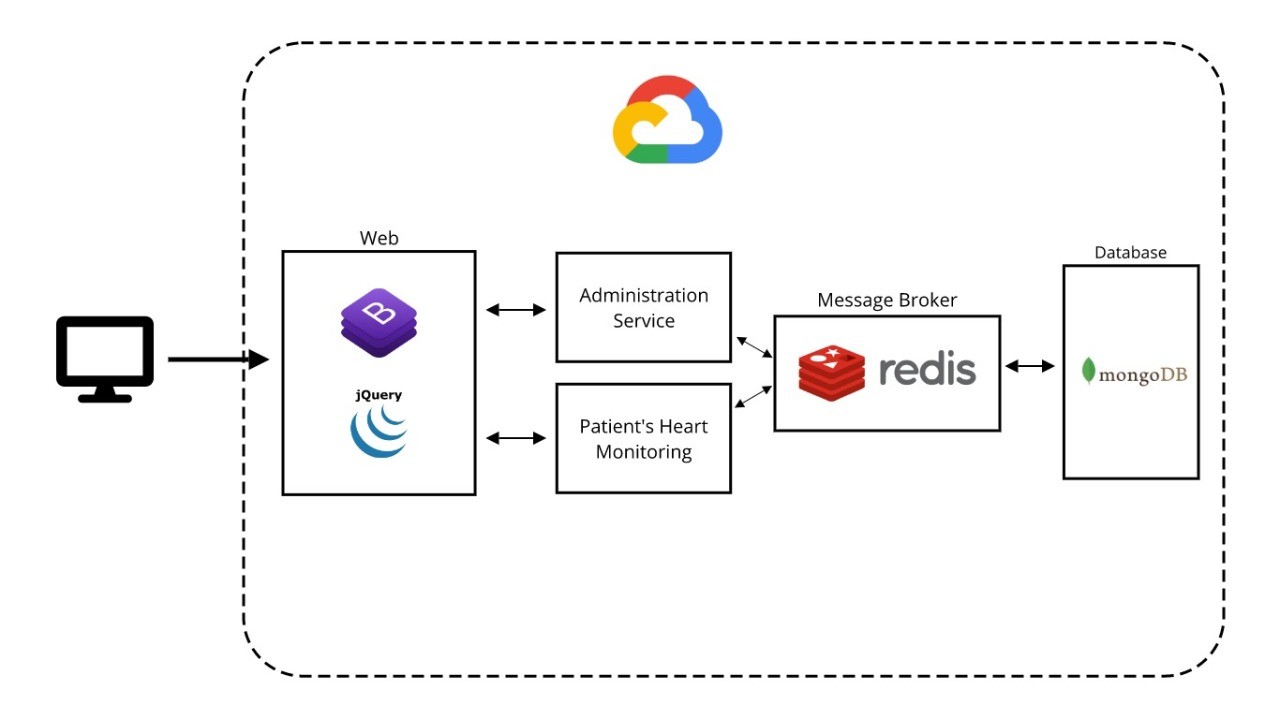 Web
B
jQuery
Administration
Service
Patient's Heart
Monitoring
Message Broker
redis
Database
mongoDB